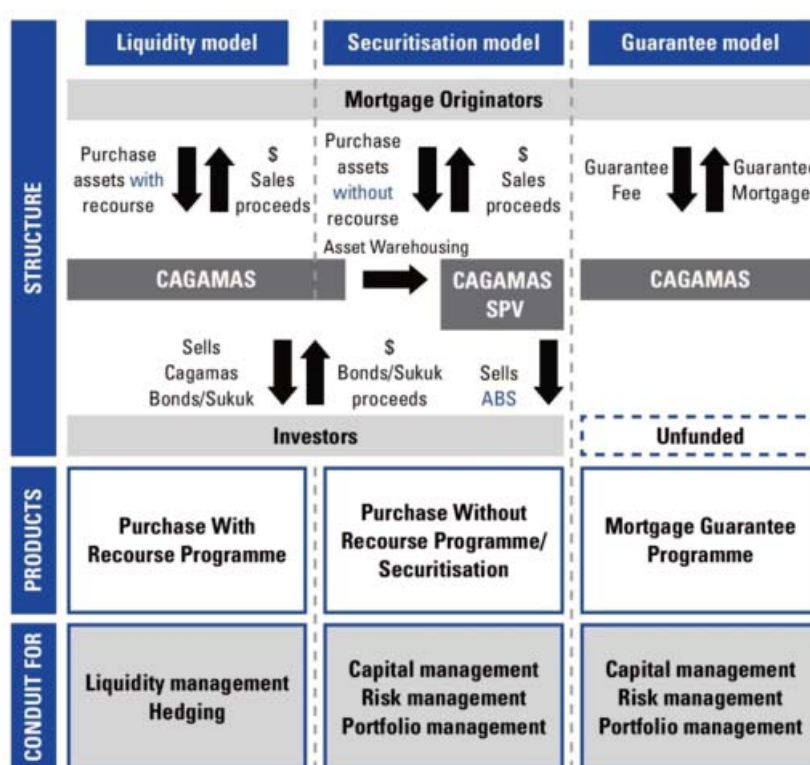 Liquidity model
Securitisation model
Guarantee model
STRUCTURE
Mortgage Originators
Purchase
assets with
recourse
$
Sales
proceeds
Purchase
assets
without
recourse
$
Sales
proceeds
Guarantee
Fee
Guarantee
Mortgage
Asset Warehousing
CAGAMAS
CAGAMAS
SPV
CAGAMAS
Sells
Cagamas
Bonds/Sukuk
$
Bonds/Sukuk
proceeds
Sells
ABS
Investors
Unfunded
PRODUCTS
Purchase With
Recourse Programme
Purchase Without
Recourse Programme/
Securitisation
Mortgage Guarantee
Programme
CONDUIT FOR
Liquidity management
Hedging
Capital management
Risk management
Portfolio management
Capital management
Risk management
Portfolio management